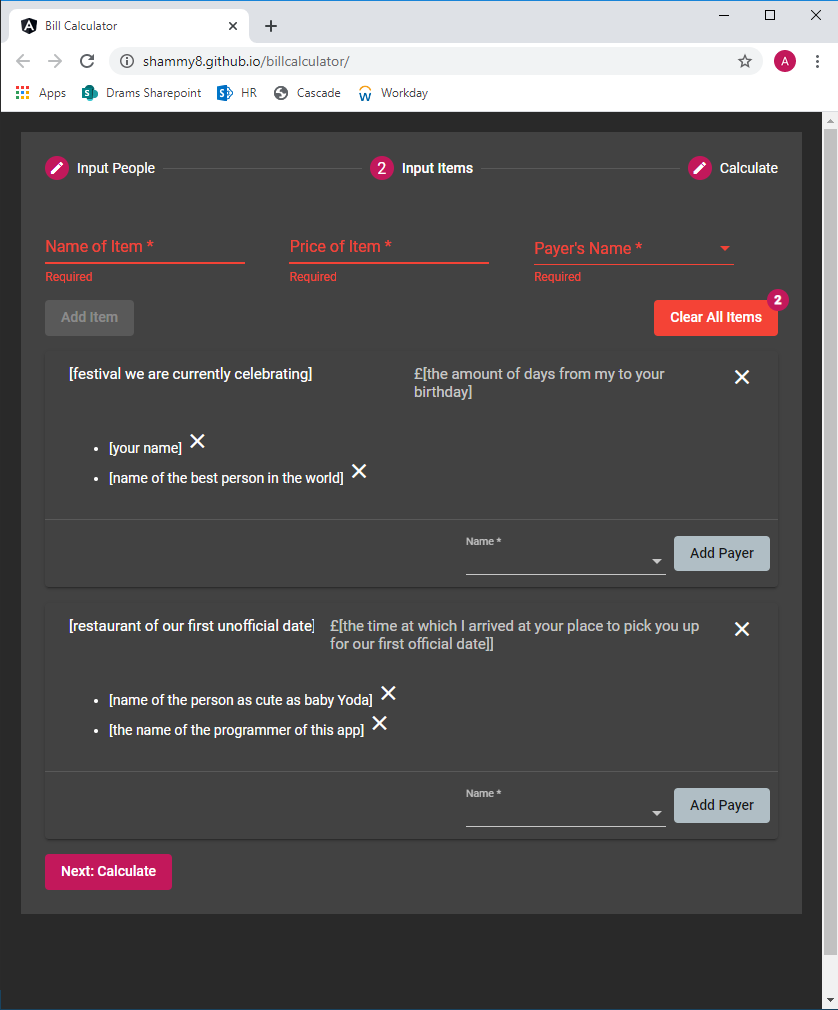 Bill Calculator
shammy8.github.io/billcalculator/
A
Apps Drams Sharepoint HR Cascade Workday
Input People 2 Input Items Calculate
Name of Item * Price of Item * Payer's Name *
Required Required Required
Add Item Clear All Items 2
[festival we are currently celebrating] £[the amount of days from my to your
birthday]
[your name]
[name of the best person in the world]
Name *
Add Payer
[restaurant of our first unofficial date] £[the time at which I arrived at your place to pick you up
for our first official date]]
[name of the person as cute as baby Yoda]
[the name of the programmer of this app]
Name *
Add Payer
Next: Calculate